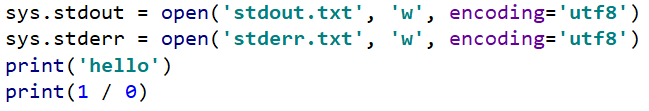 sys.stdout = open('stdout.txt', 'w', encoding='utf8')
sys.stderr = open('stderr.txt', 'w', encoding='utf8')
print('hello')
print(1 / 0)